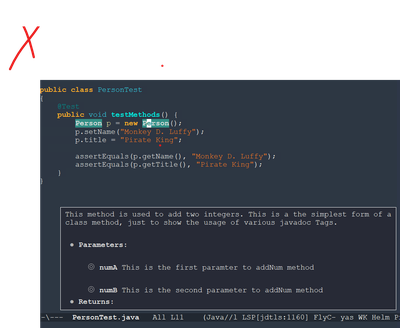 X
public class PersonTest
{
@Test
public void testMethods() {
Person p = new Person();
p.setName("Monkey D. Luffy");
p.title = "Pirate King";
assertEquals(p.getName(), "Monkey D. Luffy");
assertEquals(p.getTitle(), "Pirate King");
}
}
This method is used to add two integers. This is a the simplest form of a
class method, just to show the usage of various javadoc Tags.
* Parameters:
◎ numA This is the first paramter to addNum method
◎ numB This is the second parameter to addNum method
* Returns:
-\--- PersonTest.java All L11 (Java//l LSP[jdtls:1160] FlyC- yas WK Helm P